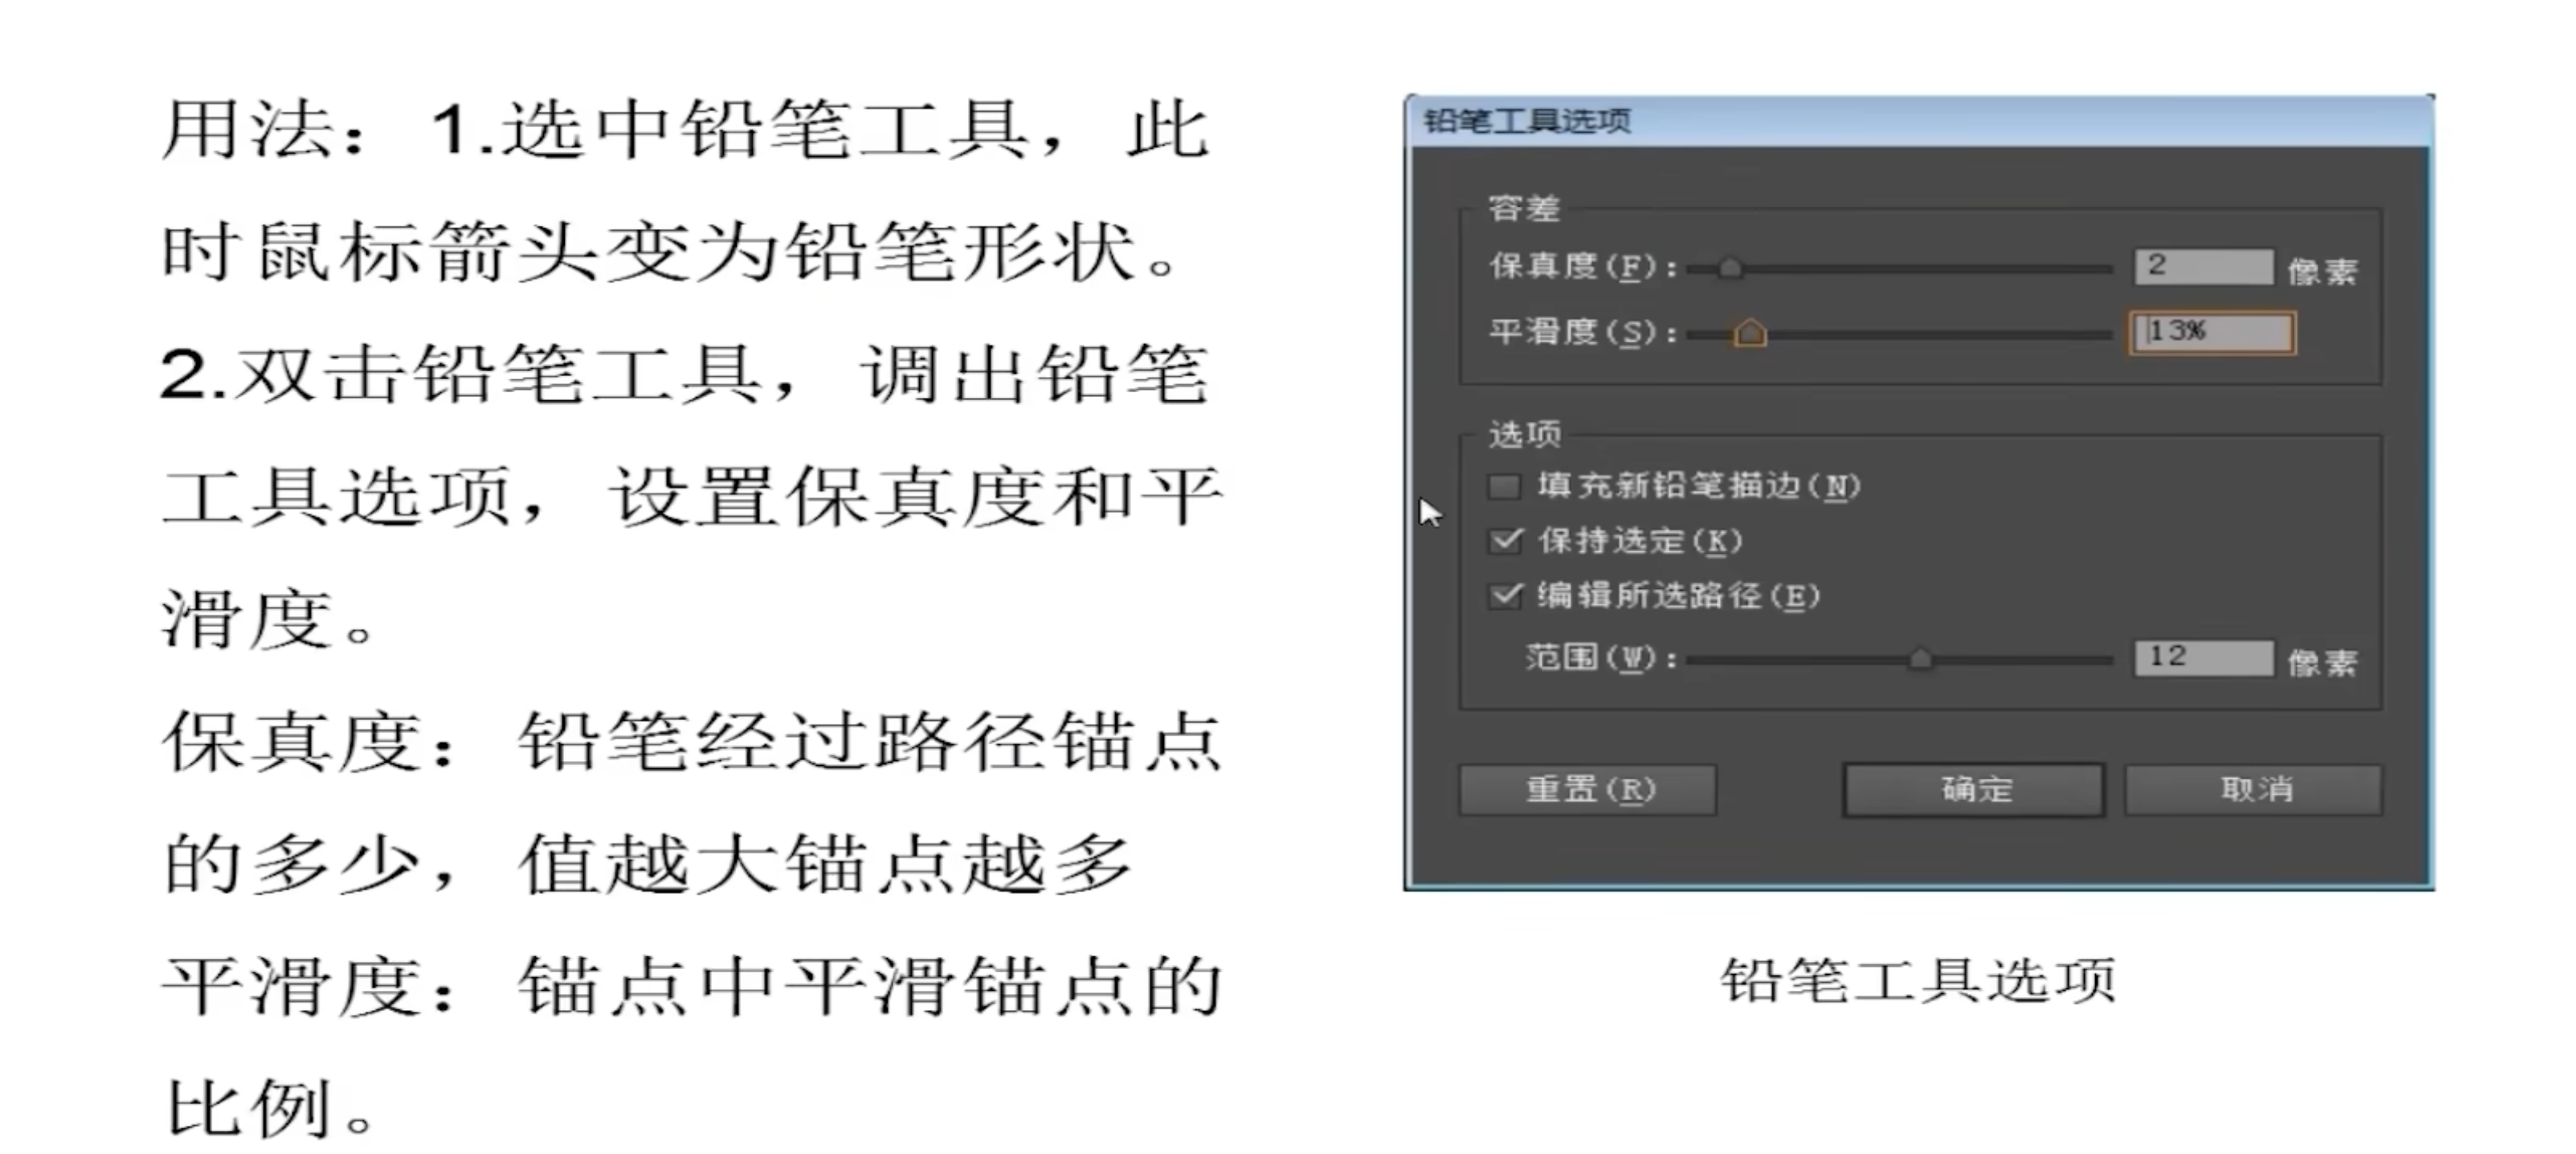 用法：1.选中铅笔工具，此
时鼠标箭头变为铅笔形状。
2.双击铅笔工具，调出铅笔
工具选项，设置保真度和平
滑度。
保真度：铅笔经过路径锚点
的多少，值越大锚点越多
平滑度：锚点中平滑锚点的
比例。
铅笔工具选项
容差
保真度(F)： 2 像素
平滑度(S)： 13%
选项
填充新铅笔描边(N)
保持选定(K)
编辑所选路径(E)
范围(W)： 12 像素
重置(R) 确定 取消
铅笔工具选项